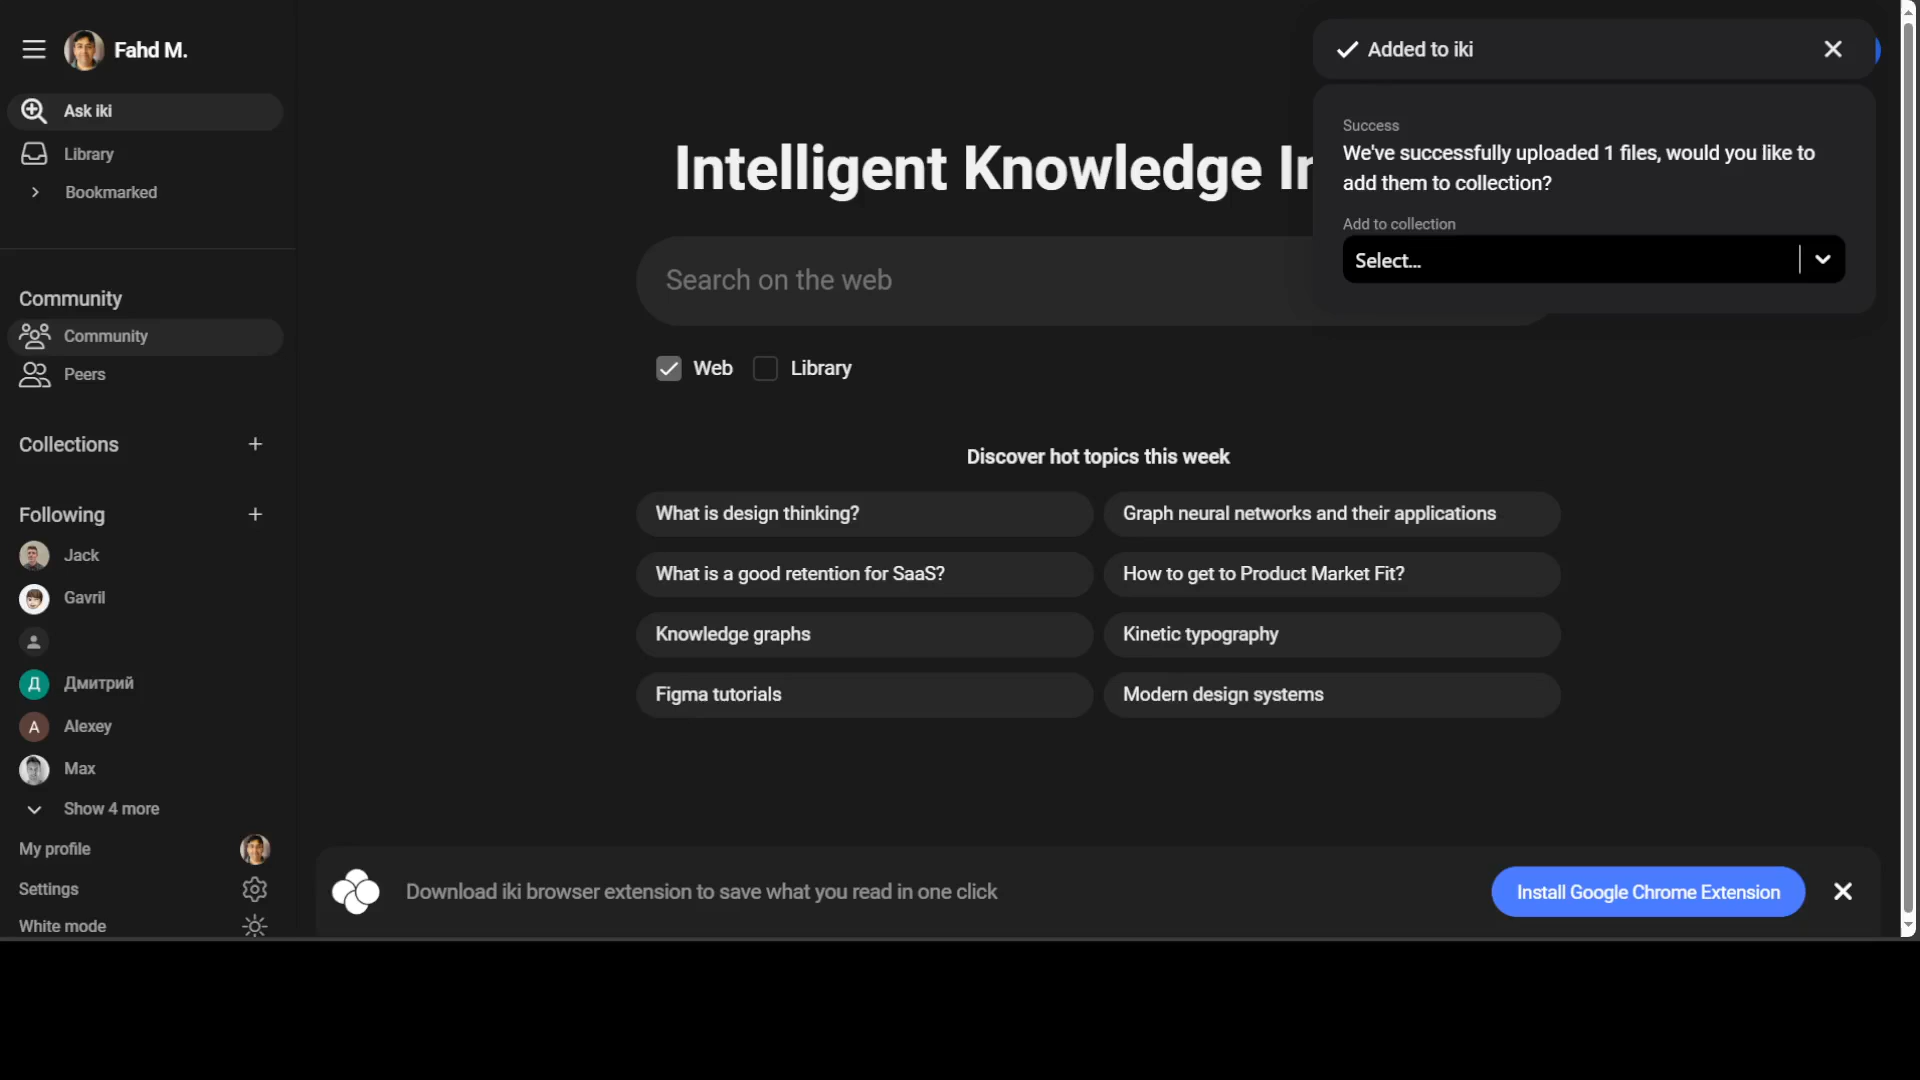 Fahd M.
Ask iki
Library
Bookmarked
Community
Community
Peers
Collections
Following
Jack
Gavril
Д Дмитрий
A Alexey
Max
Show 4 more
My profile
Settings
White mode
Intelligent Knowledge In
Search on the web
Web Library
Discover hot topics this week
What is design thinking? Graph neural networks and their applications
What is a good retention for SaaS? How to get to Product Market Fit?
Knowledge graphs Kinetic typography
Figma tutorials Modern design systems
Download iki browser extension to save what you read in one click
Install Google Chrome Extension
Added to iki
Success
We've successfully uploaded 1 files, would you like to
add them to collection?
Add to collection
Select...